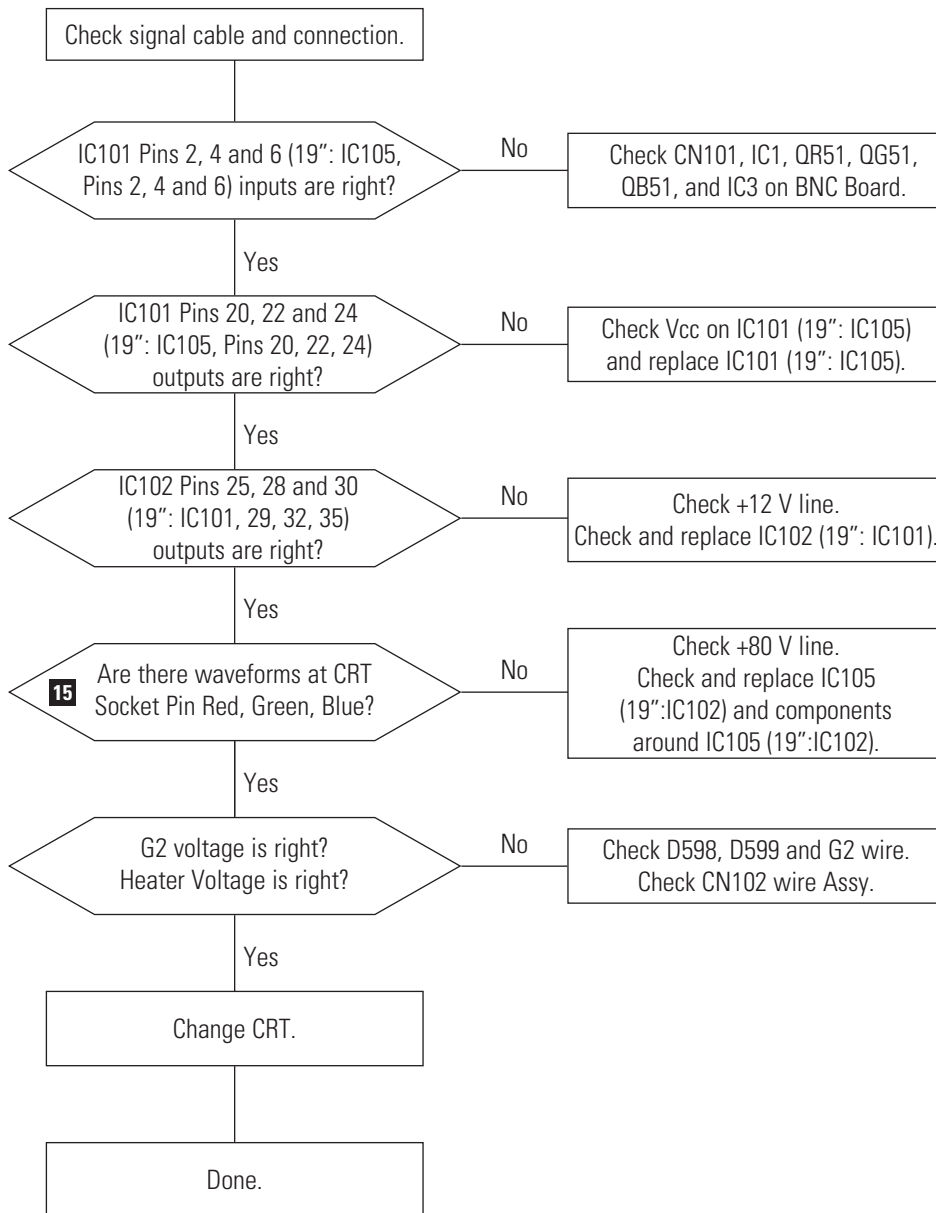 Check signal cable and connection.
IC101 Pins 2, 4 and 6 (19″: IC105,
Pins 2, 4 and 6) inputs are right?
No
Check CN101, IC1, QR51, QG51,
QB51, and IC3 on BNC Board.
Yes
IC101 Pins 20, 22 and 24
(19″: IC105, Pins 20, 22, 24)
outputs are right?
No
Check Vcc on IC101 (19″: IC105)
and replace IC101 (19″: IC105).
Yes
IC102 Pins 25, 28 and 30
(19″: IC101, 29, 32, 35)
outputs are right?
No
Check +12 V line.
Check and replace IC102 (19″: IC101).
Yes
15
Are there waveforms at CRT
Socket Pin Red, Green, Blue?
No
Check +80 V line.
Check and replace IC105
(19″:IC102) and components
around IC105 (19″:IC102).
Yes
G2 voltage is right?
Heater Voltage is right?
No
Check D598, D599 and G2 wire.
Check CN102 wire Assy.
Yes
Change CRT.
Done.